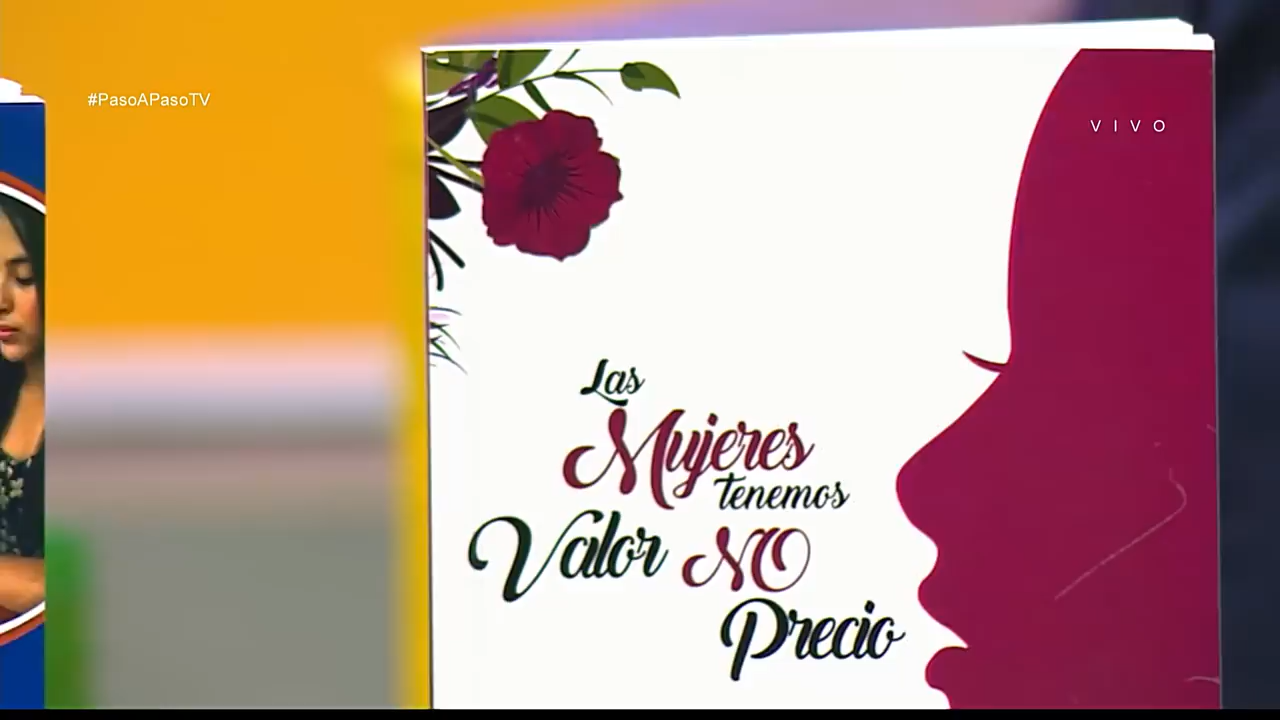 #PasoAPasoTV
VIVO
Las
Mujeres
tenemos
Valor NO
Precio